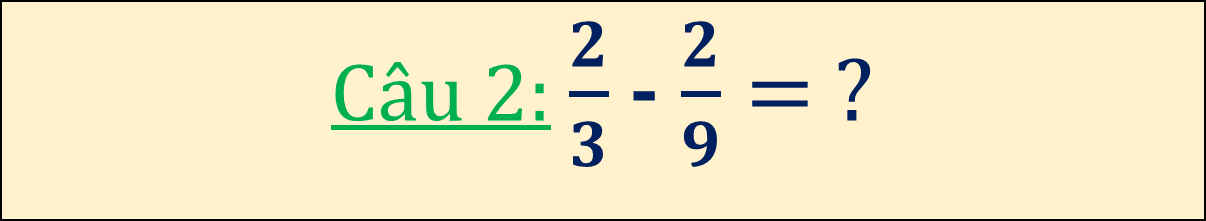 Câu 2: 2/3 - 2/9 = ?